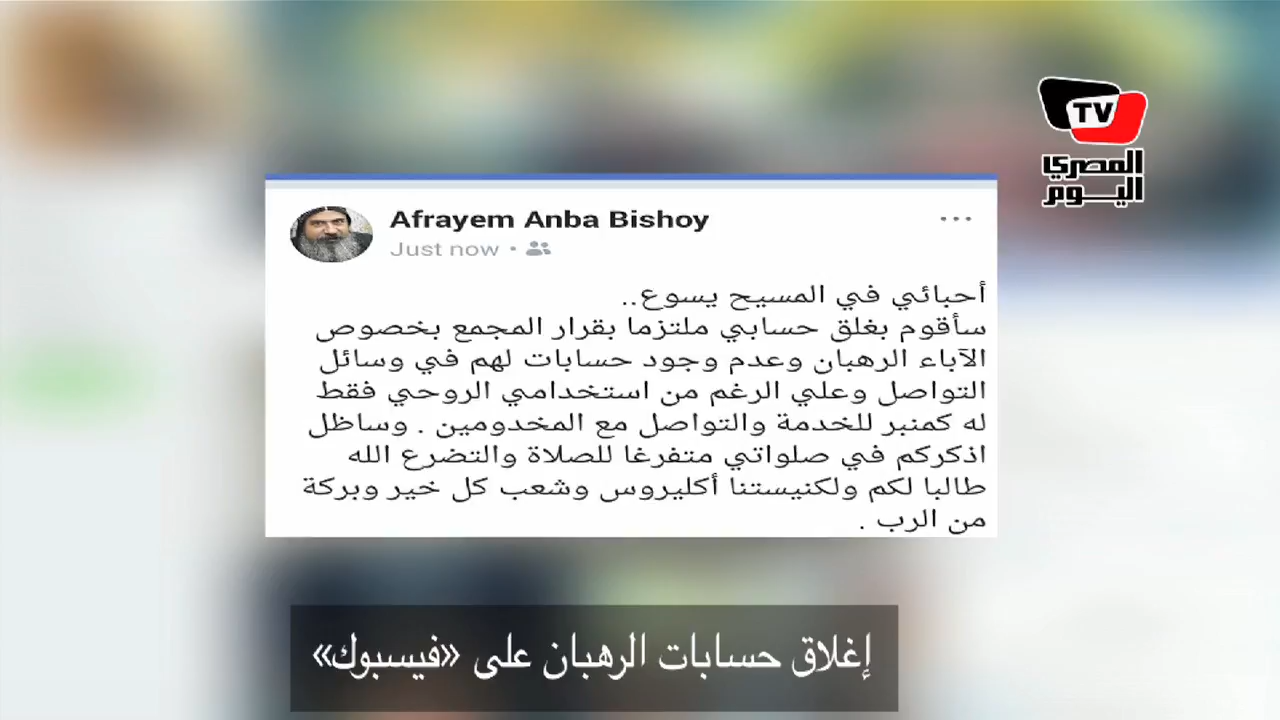 TV
المصري
اليوم
Afrayem Anba Bishoy
Just now
أحبائي في المسيح يسوع..
سأقوم بغلق حسابي ملتزما بقرار المجمع بخصوص
الآباء الرهبان وعدم وجود حسابات لهم في وسائل
التواصل وعلي الرغم من استخدامي الروحي فقط
له كمنبر للخدمة والتواصل مع المخدومين . وساظل
اذكركم في صلواتي متفرغا للصلاة والتضرع الله
طالبا لكم ولكنيستنا أكليروس وشعب كل خير وبركة
من الرب .
إغلاق حسابات الرهبان على «فيسبوك»